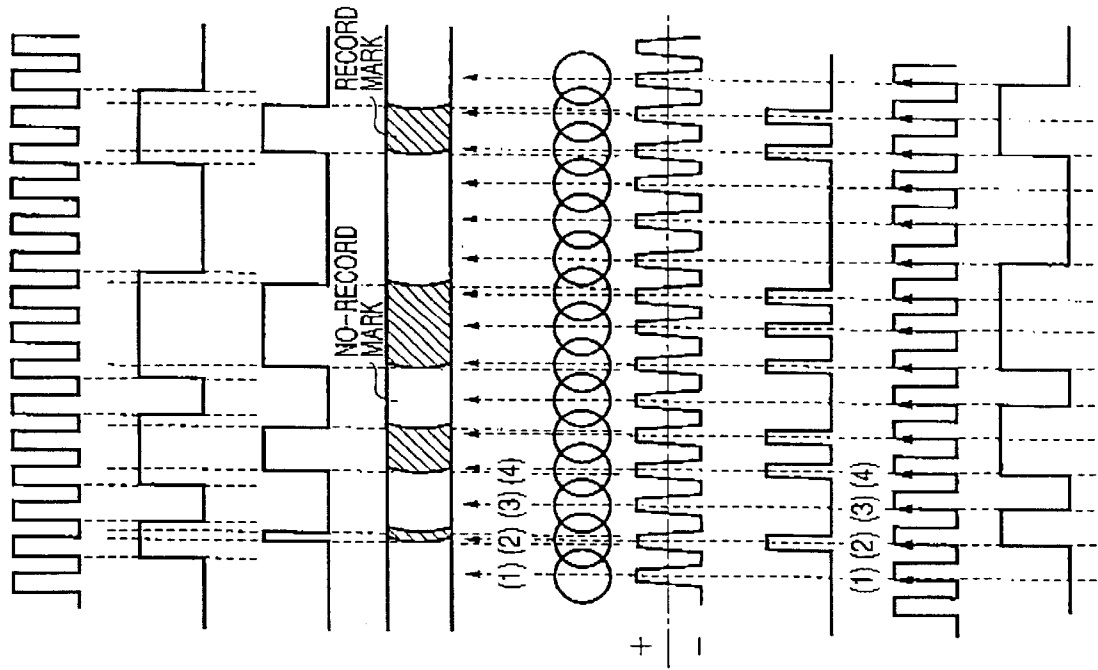 RECORD
MARK
NO-RECORD
MARK
(1) (2) (3) (4)
+
−
(1) (2) (3) (4)